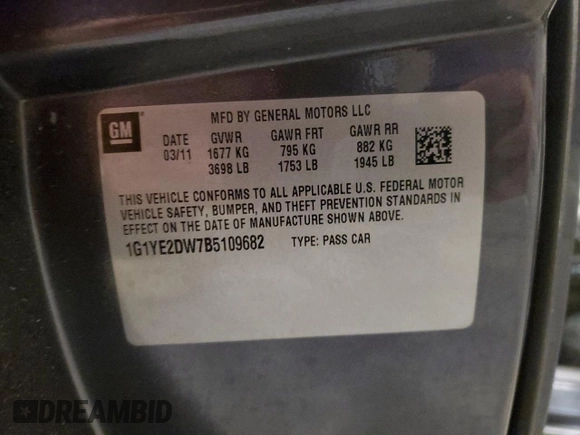 GM
MFD BY GENERAL MOTORS LLC
DATE GVWR GAWR FRT GAWR RR
03/11 1677 KG 795 KG 882 KG
3698 LB 1753 LB 1945 LB
THIS VEHICLE CONFORMS TO ALL APPLICABLE U.S. FEDERAL MOTOR
VEHICLE SAFETY, BUMPER, AND THEFT PREVENTION STANDARDS IN
EFFECT ON THE DATE OF MANUFACTURE SHOWN ABOVE.
1G1YE2DW7B5109682 TYPE: PASS CAR
DREAMBID